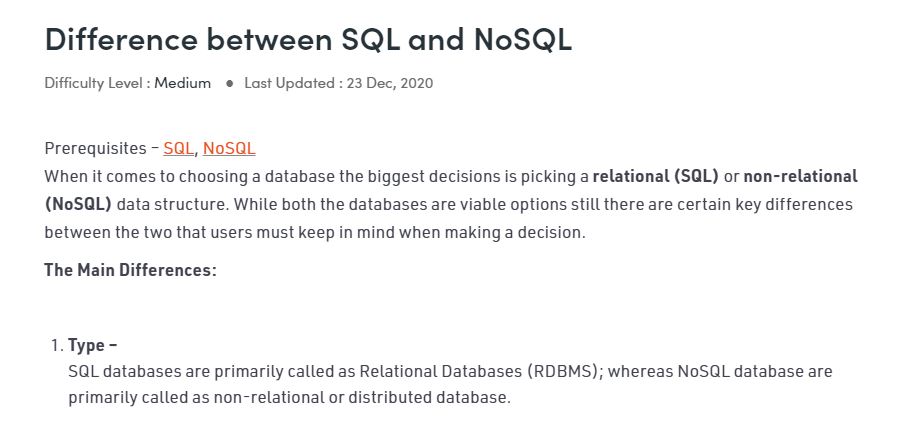 Difference between SQL and NoSQL
Difficulty Level : Medium ● Last Updated : 23 Dec, 2020
Prerequisites – SQL, NoSQL
When it comes to choosing a database the biggest decisions is picking a relational (SQL) or non-relational
(NoSQL) data structure. While both the databases are viable options still there are certain key differences
between the two that users must keep in mind when making a decision.
The Main Differences:
1. Type –
SQL databases are primarily called as Relational Databases (RDBMS); whereas NoSQL database are
primarily called as non-relational or distributed database.